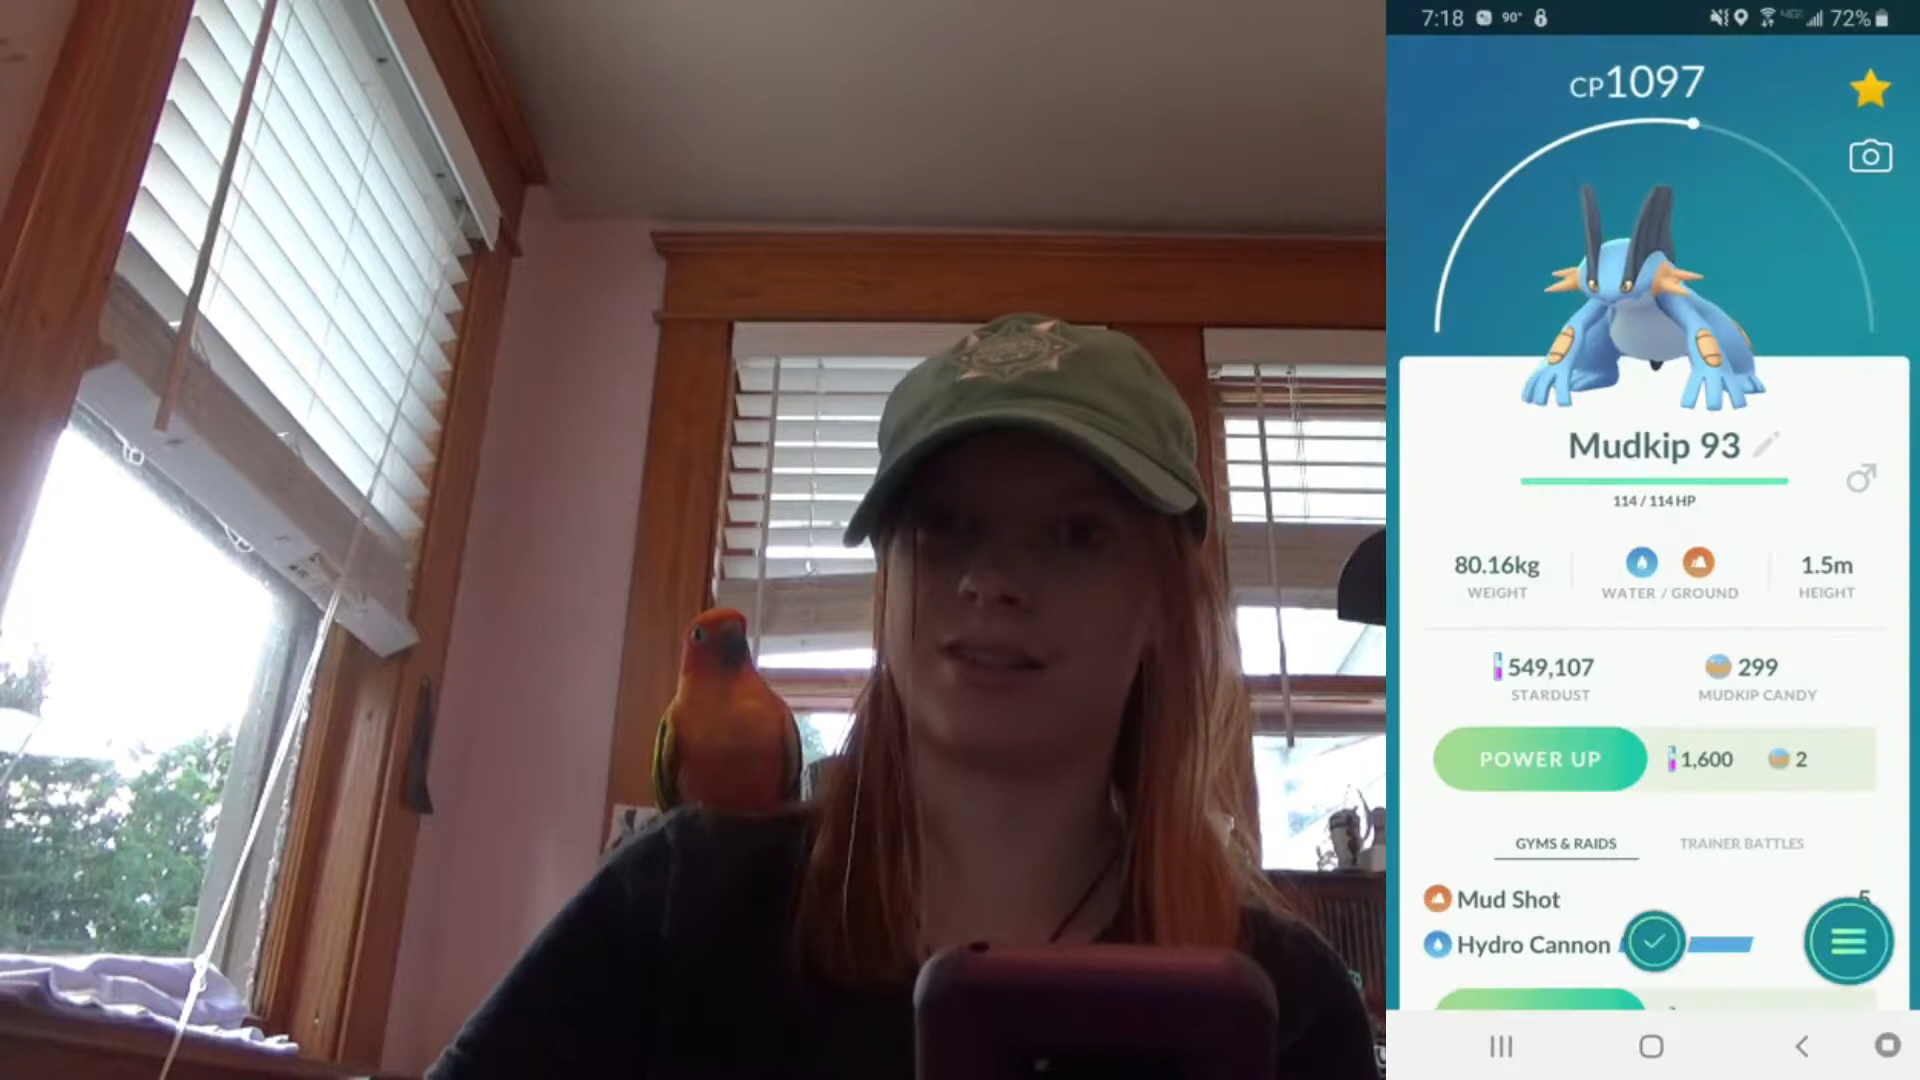 7:18 90° 72%
CP1097
Mudkip 93
114 / 114 HP
80.16kg
WEIGHT
WATER / GROUND
1.5m
HEIGHT
549,107
STARDUST
299
MUDKIP CANDY
POWER UP 1,600 2
GYMS & RAIDS TRAINER BATTLES
Mud Shot 5
Hydro Cannon